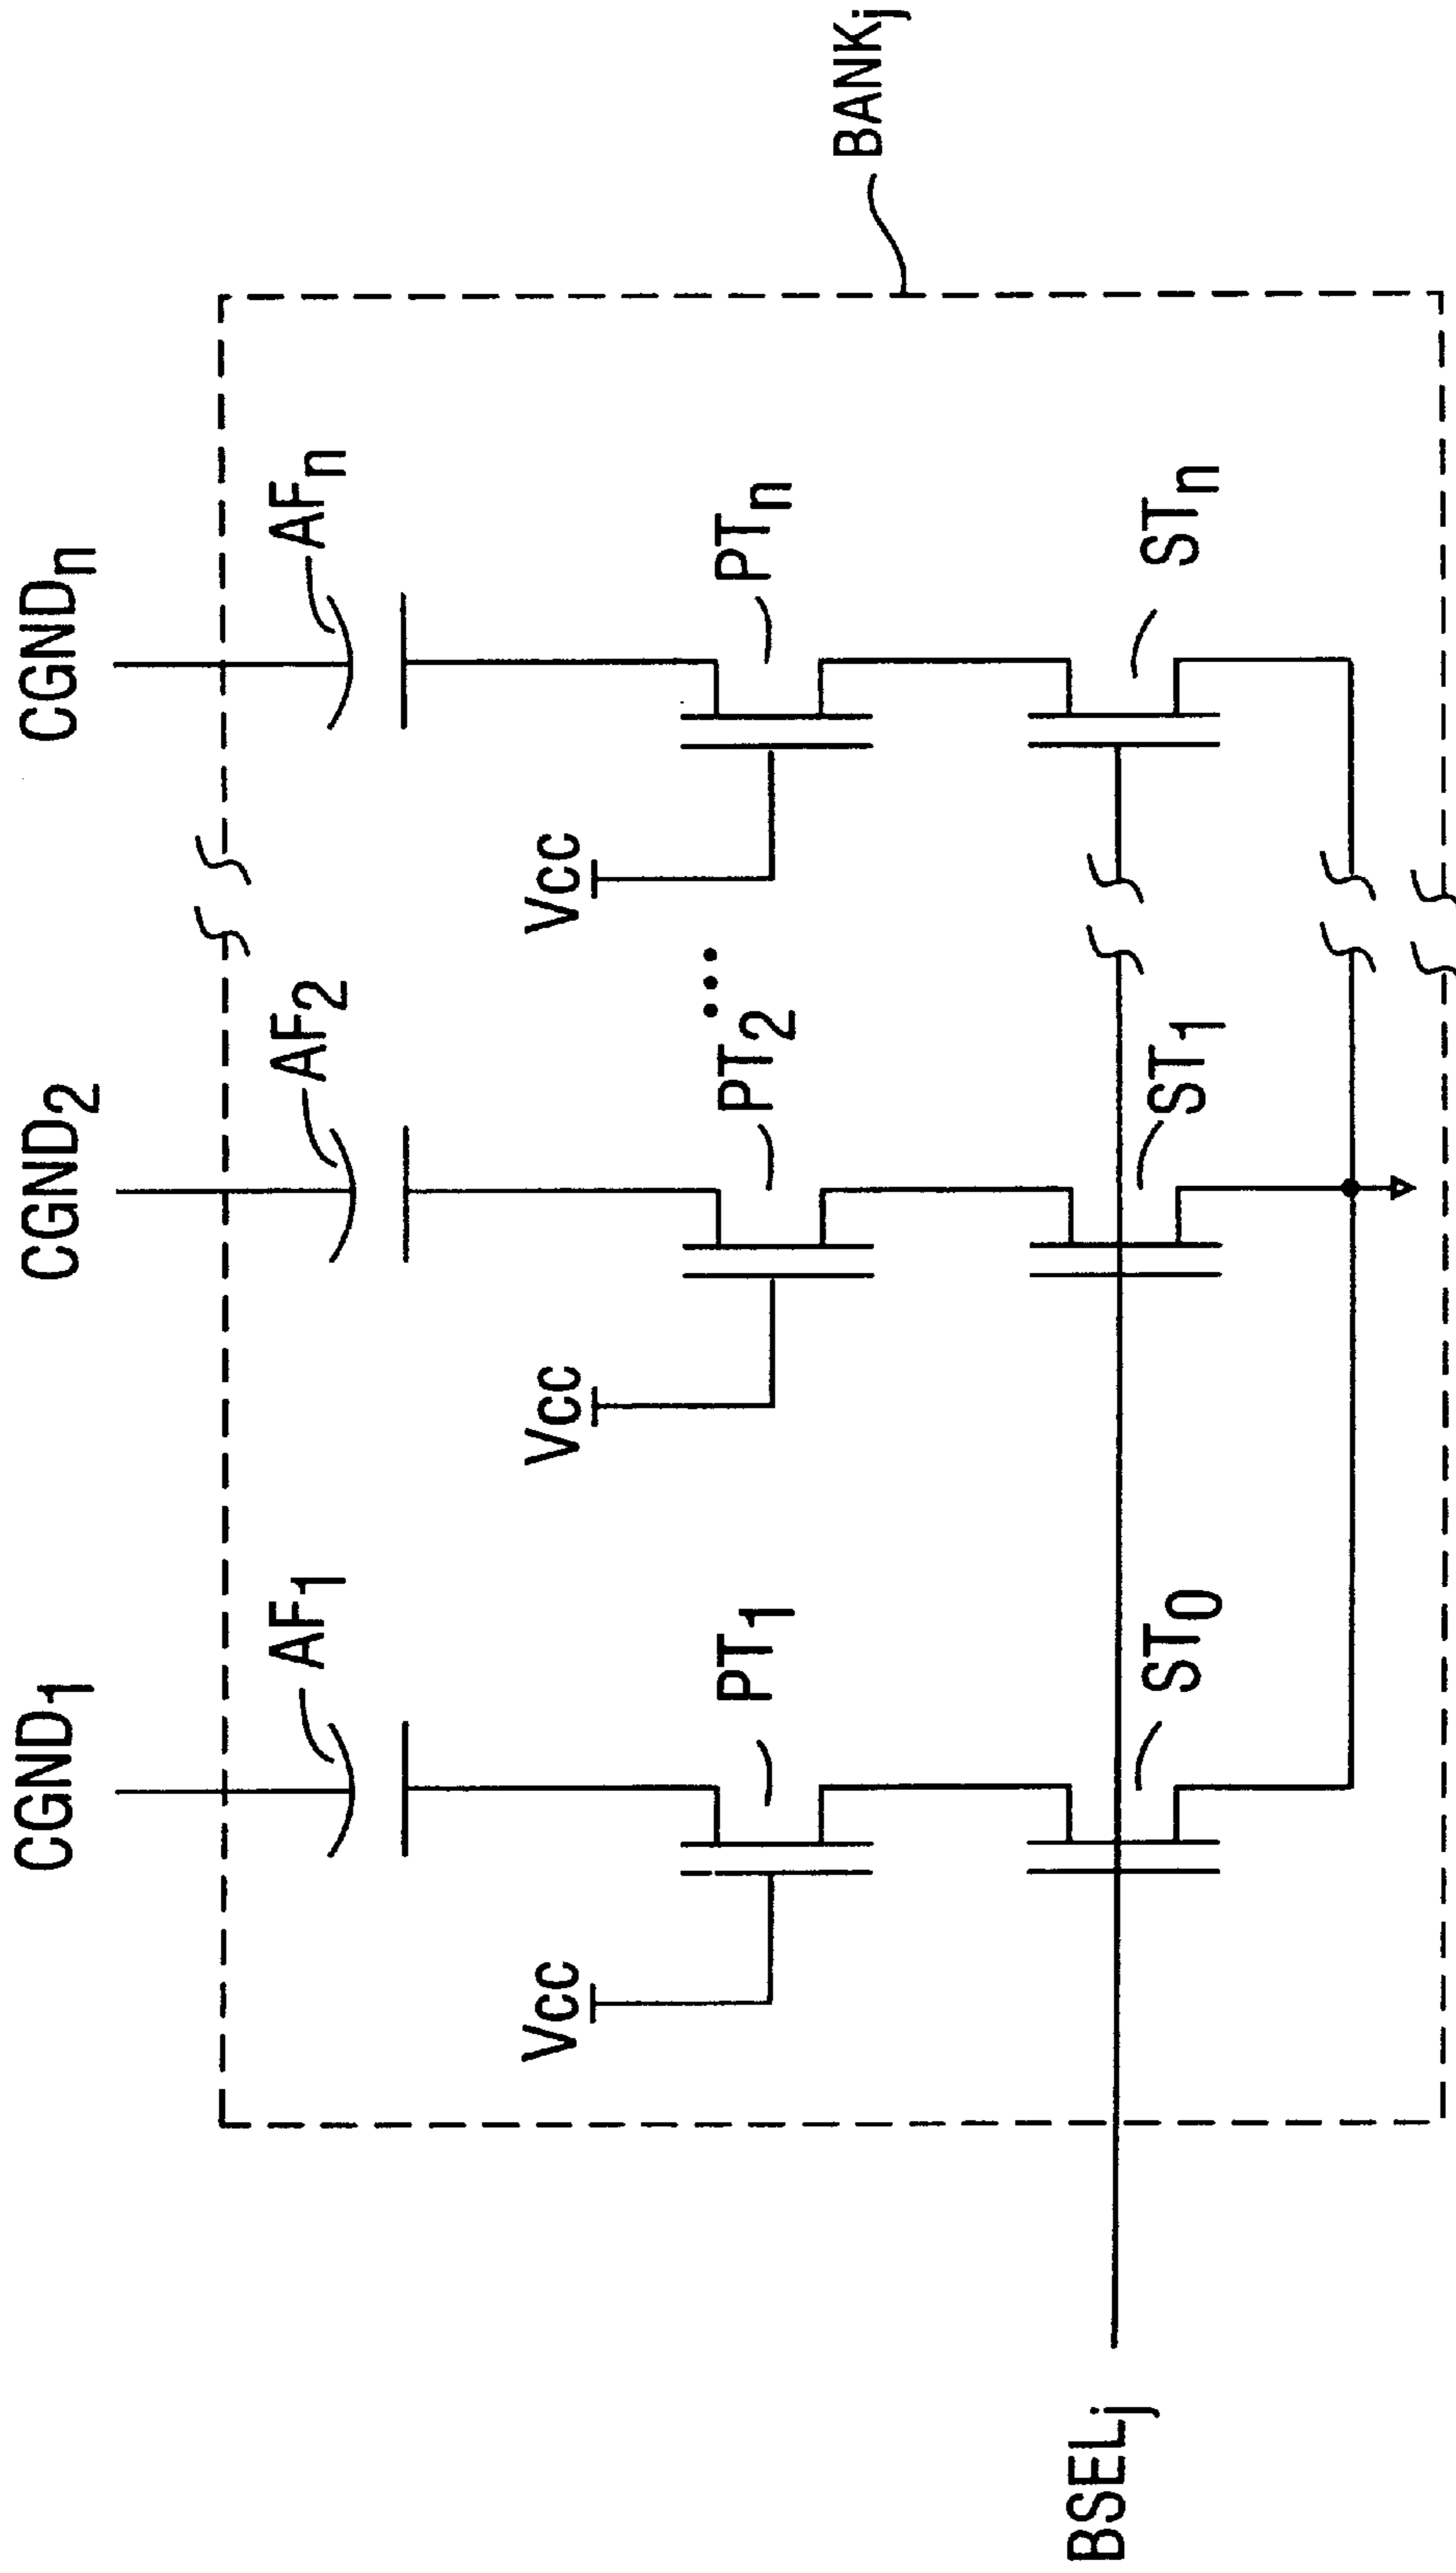 CGND1 CGND2 CGNDn
AF1 AF2 AFn
BANKj
Vcc Vcc Vcc
PT1 PT2 ... PTn
BSELj
ST0 ST1 STn